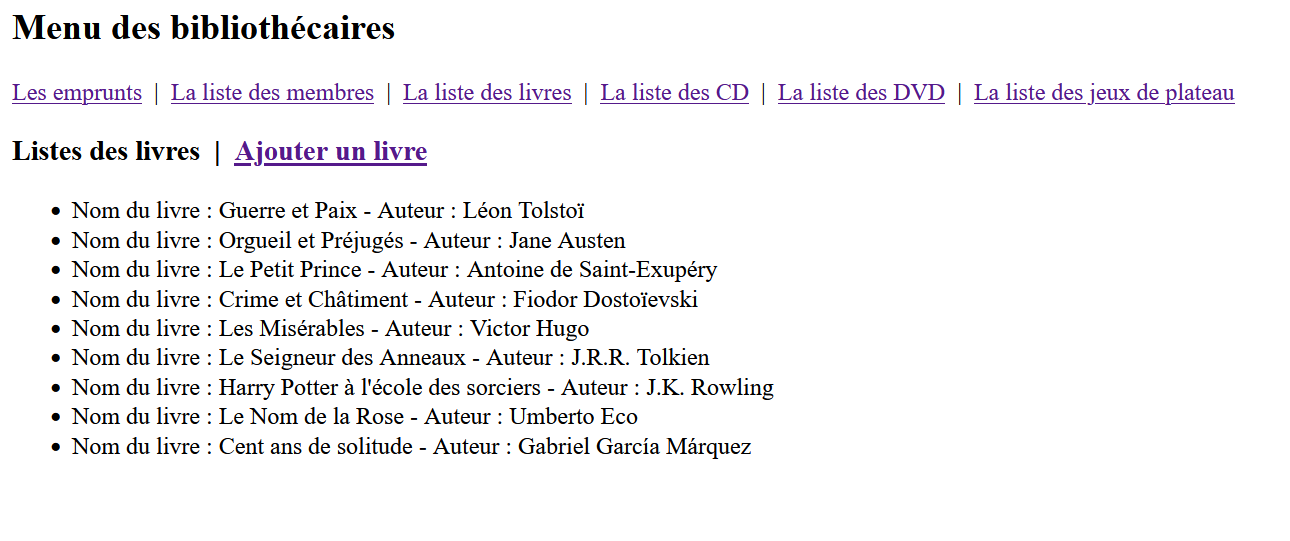 Menu des bibliothécaires
Les emprunts | La liste des membres | La liste des livres | La liste des CD | La liste des DVD | La liste des jeux de plateau
Listes des livres | Ajouter un livre
• Nom du livre : Guerre et Paix - Auteur : Léon Tolstoï
• Nom du livre : Orgueil et Préjugés - Auteur : Jane Austen
• Nom du livre : Le Petit Prince - Auteur : Antoine de Saint-Exupéry
• Nom du livre : Crime et Châtiment - Auteur : Fiodor Dostoïevski
• Nom du livre : Les Misérables - Auteur : Victor Hugo
• Nom du livre : Le Seigneur des Anneaux - Auteur : J.R.R. Tolkien
• Nom du livre : Harry Potter à l'école des sorciers - Auteur : J.K. Rowling
• Nom du livre : Le Nom de la Rose - Auteur : Umberto Eco
• Nom du livre : Cent ans de solitude - Auteur : Gabriel García Márquez